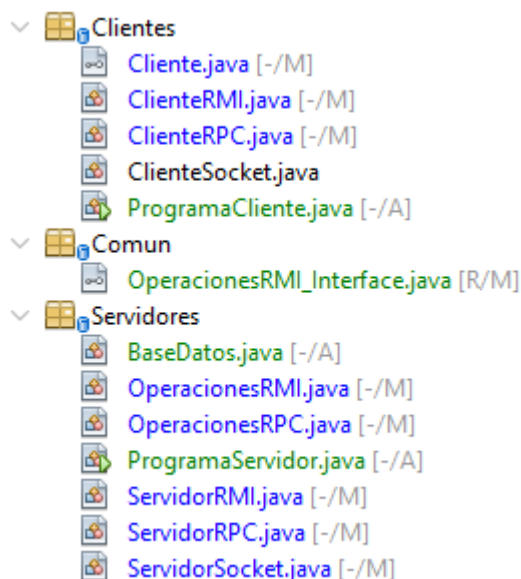 Clientes
Cliente.java [-/M]
ClienteRMI.java [-/M]
ClienteRPC.java [-/M]
ClienteSocket.java
ProgramaCliente.java [-/A]
Comun
OperacionesRMI_Interface.java [R/M]
Servidores
BaseDatos.java [-/A]
OperacionesRMI.java [-/M]
OperacionesRPC.java [-/M]
ProgramaServidor.java [-/A]
ServidorRMI.java [-/M]
ServidorRPC.java [-/M]
ServidorSocket.java [-/M]